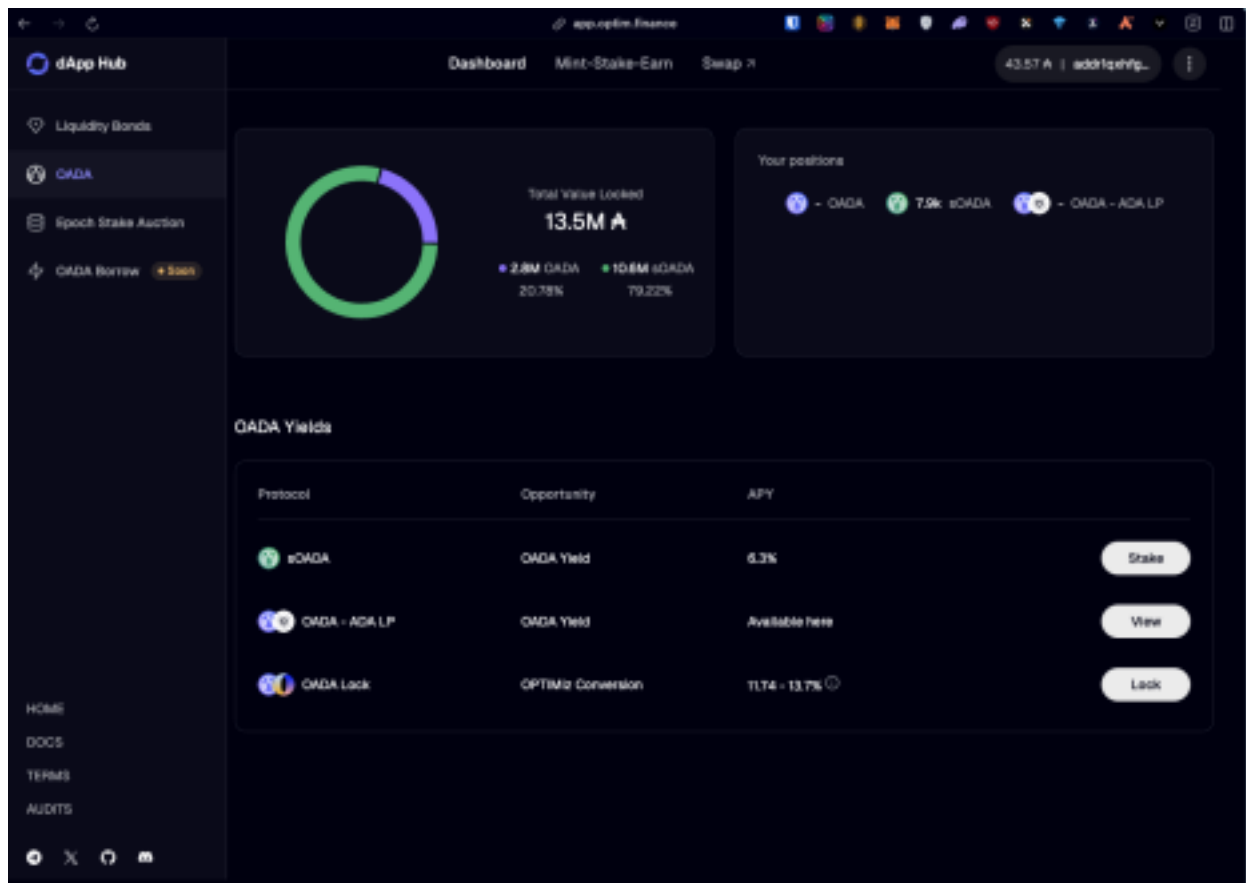 app.optim.finance
dApp Hub
Dashboard Mint-Stake-Earn Swap
43.57 ₳ | addr1qxhfg...
Liquidity Bonds
OADA
Epoch Stake Auction
OADA Borrow + Soon
Total Value Locked
13.5M ₳
2.8M OADA 10.6M sOADA
20.78% 79.22%
Your positions
- OADA 7.9k sOADA - OADA - ADA LP
OADA Yields
Protocol Opportunity APY
sOADA OADA Yield 6.3% Stake
OADA - ADA LP OADA Yield Available here View
OADA Lock OPTIMiz Conversion 11.74 - 13.7% Lock
HOME
DOCS
TERMS
AUDITS